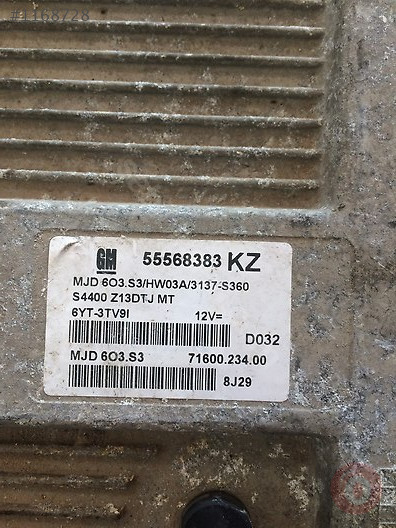 #1168728
GM 55568383 KZ
MJD 6O3.S3/HW03A/3137-S360
S4400 Z13DTJ MT
6YT-3TV9I 12V=
D032
MJD 6O3.S3 71600.234.00
8J29